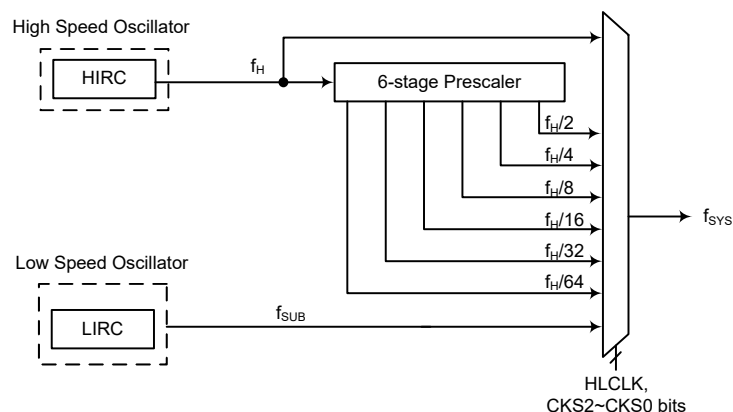 High Speed Oscillator
HIRC
fH
6-stage Prescaler
fH/2
fH/4
fH/8
fH/16
fH/32
fH/64
fSYS
Low Speed Oscillator
LIRC
fSUB
HLCLK,
CKS2~CKS0 bits